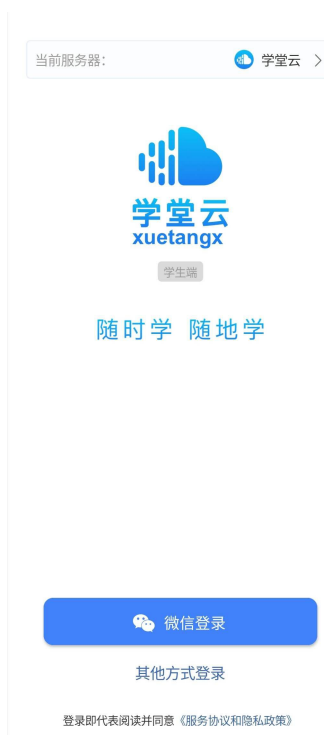 当前服务器： 学堂云
学堂云
xuetangx
学生端
随时学 随地学
微信登录
其他方式登录
登录即代表阅读并同意《服务协议和隐私政策》